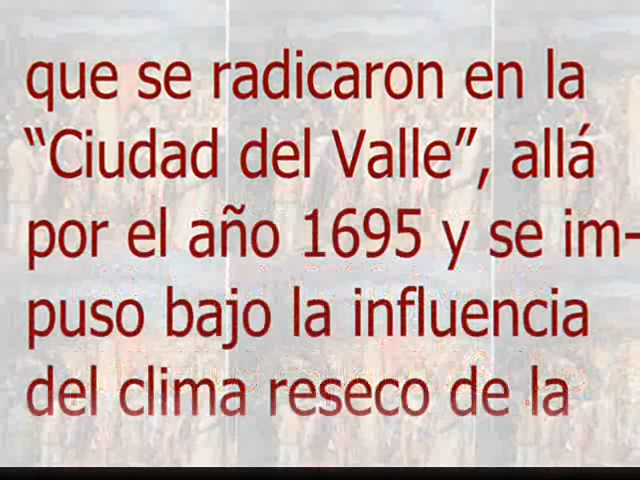 que se radicaron en la
“Ciudad del Valle”, allá
por el año 1695 y se im-
puso bajo la influencia
del clima reseco de la